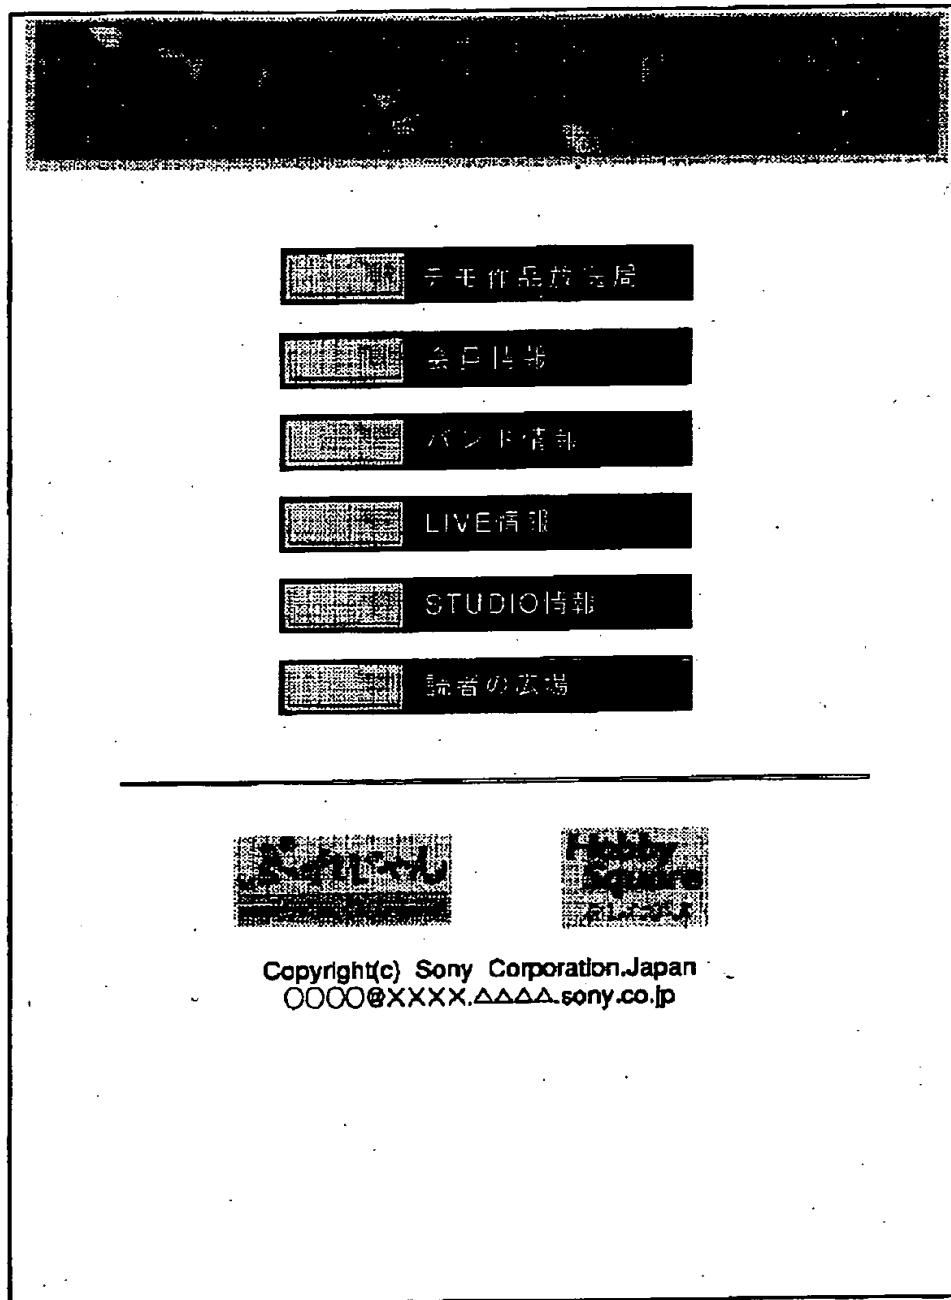 デモ作品放送局
会員情報
バンド情報
LIVE情報
STUDIO情報
読者の広場
Hobby
Square
Copyright(c) Sony Corporation.Japan
○○○○@XXXX.△△△△.sony.co.jp